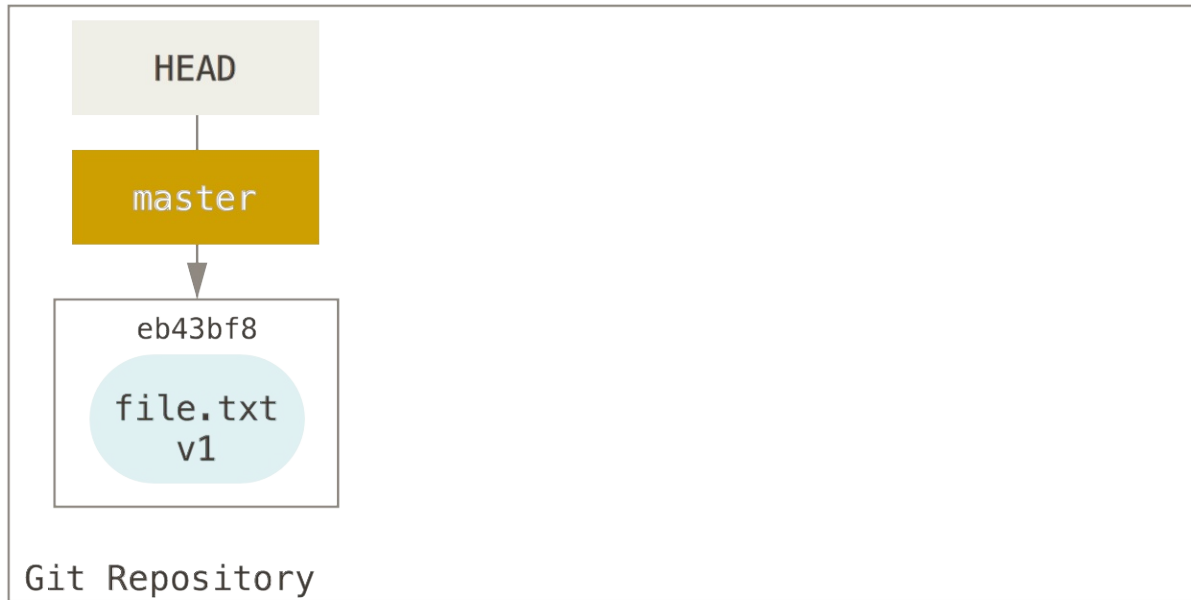 HEAD
master
eb43bf8
file.txt
v1
Git Repository